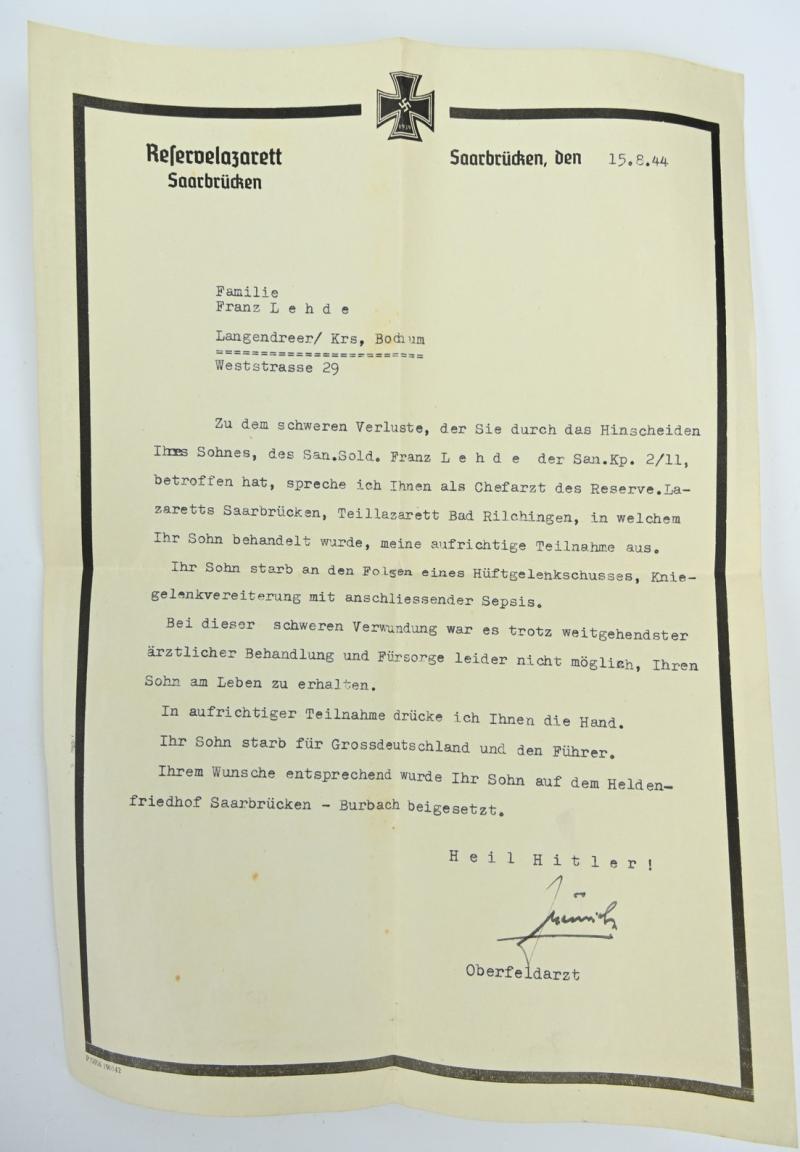 1939
Reservelazarett
Saarbrücken
Saarbrücken, den 15.8.44
Familie
Franz L e h d e
Langendreer/ Krs, Bochum
=======================
Weststrasse 29
Zu dem schweren Verluste, der Sie durch das Hinscheiden
Ihres Sohnes, des San.Sold. Franz L e h d e der San.Kp. 2/11,
betroffen hat, spreche ich Ihnen als Chefarzt des Reserve.La-
zaretts Saarbrücken, Teillazarett Bad Rilchingen, in welchem
Ihr Sohn behandelt wurde, meine aufrichtige Teilnahme aus.
Ihr Sohn starb an den Folgen eines Hüftgelenkschusses, Knie-
gelenkvereiterung mit anschliessender Sepsis.
Bei dieser schweren Verwundung war es trotz weitgehendster
ärztlicher Behandlung und Fürsorge leider nicht möglich, Ihren
Sohn am Leben zu erhalten.
In aufrichtiger Teilnahme drücke ich Ihnen die Hand.
Ihr Sohn starb für Grossdeutschland und den Führer.
Ihrem Wunsche entsprechend wurde Ihr Sohn auf dem Helden-
friedhof Saarbrücken - Burbach beigesetzt.
H e i l H i t l e r !
Oberfeldarzt